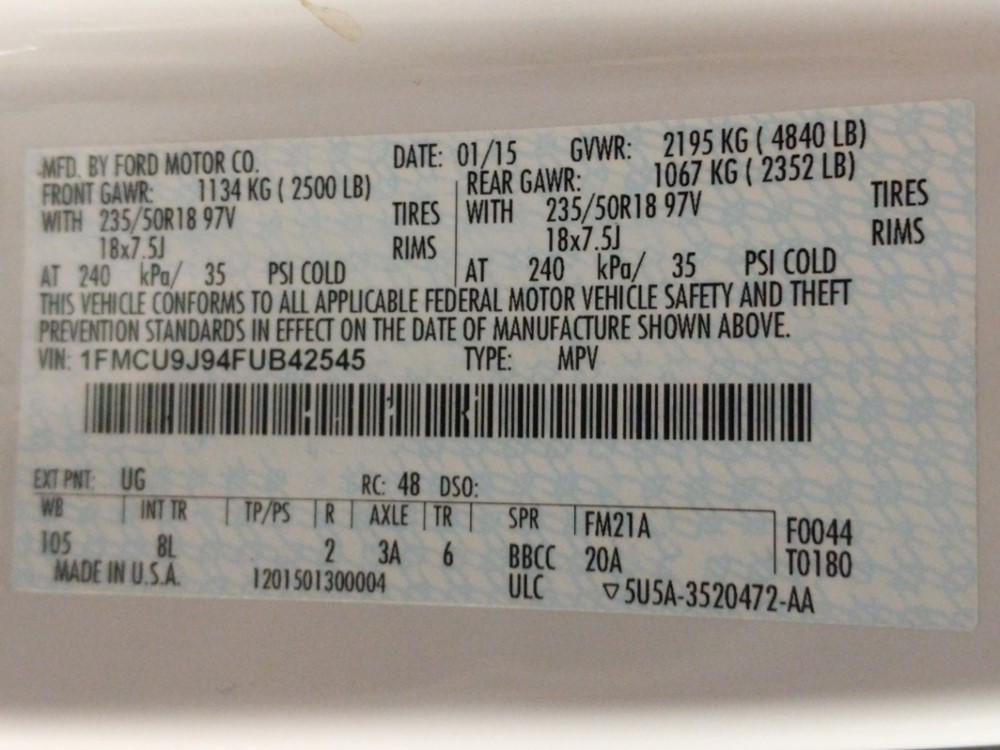 MFD. BY FORD MOTOR CO. DATE: 01/15 GVWR: 2195 KG ( 4840 LB)
FRONT GAWR: 1134 KG ( 2500 LB) REAR GAWR: 1067 KG ( 2352 LB)
WITH 235/50R18 97V TIRES WITH 235/50R18 97V TIRES
18x7.5J RIMS 18x7.5J RIMS
AT 240 kPa/ 35 PSI COLD AT 240 kPa/ 35 PSI COLD
THIS VEHICLE CONFORMS TO ALL APPLICABLE FEDERAL MOTOR VEHICLE SAFETY AND THEFT
PREVENTION STANDARDS IN EFFECT ON THE DATE OF MANUFACTURE SHOWN ABOVE.
VIN: 1FMCU9J94FUB42545 TYPE: MPV
EXT PNT: UG RC: 48 DSO:
WB INT TR TP/PS R AXLE TR SPR FM21A F0044
105 8L 2 3A 6 BBCC 20A T0180
MADE IN U.S.A. 1201501300004 ULC ▽5U5A-3520472-AA